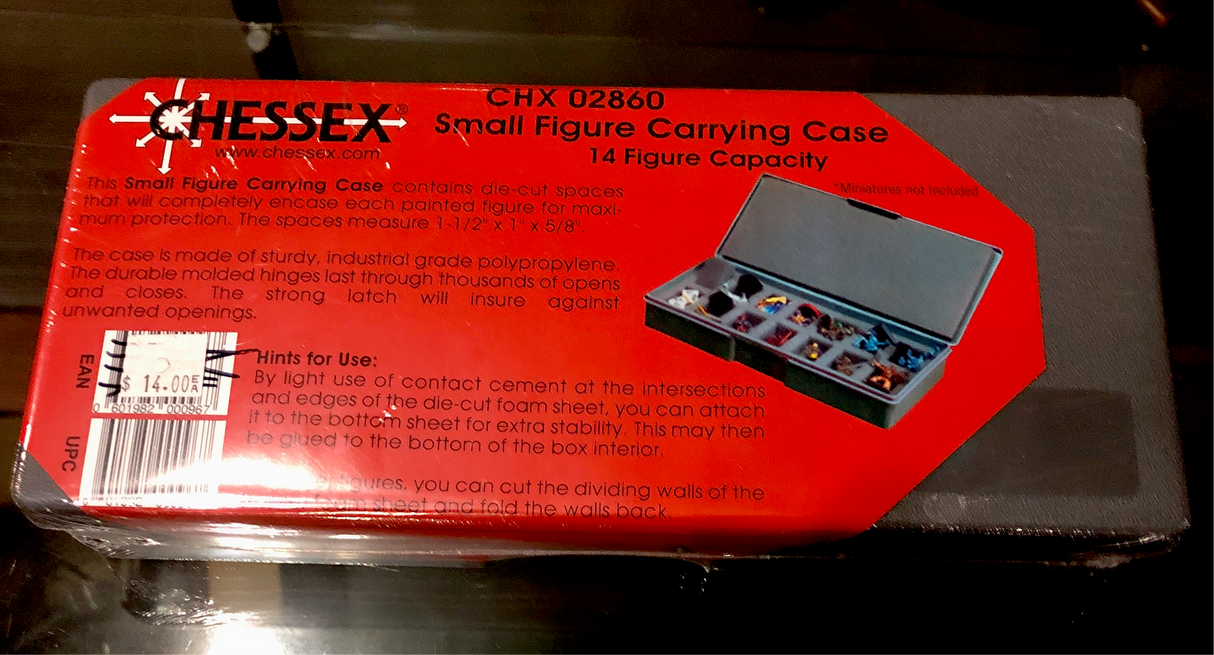 CHESSEX®
www.chessex.com
CHX 02860
Small Figure Carrying Case
14 Figure Capacity
*Miniatures not included
This Small Figure Carrying Case contains die-cut spaces
that will completely encase each painted figure for maxi-
mum protection. The spaces measure 1-1/2" x 1" x 5/8".
The case is made of sturdy, industrial grade polypropylene.
The durable molded hinges last through thousands of opens
and closes. The strong latch will insure against
unwanted openings.
EAN
$ 14.00 EA
0 601982 000967
UPC
Hints for Use:
By light use of contact cement at the intersections
and edges of the die-cut foam sheet, you can attach
it to the bottom sheet for extra stability. This may then
be glued to the bottom of the box interior.
figures, you can cut the dividing walls of the
foam sheet and fold the walls back.